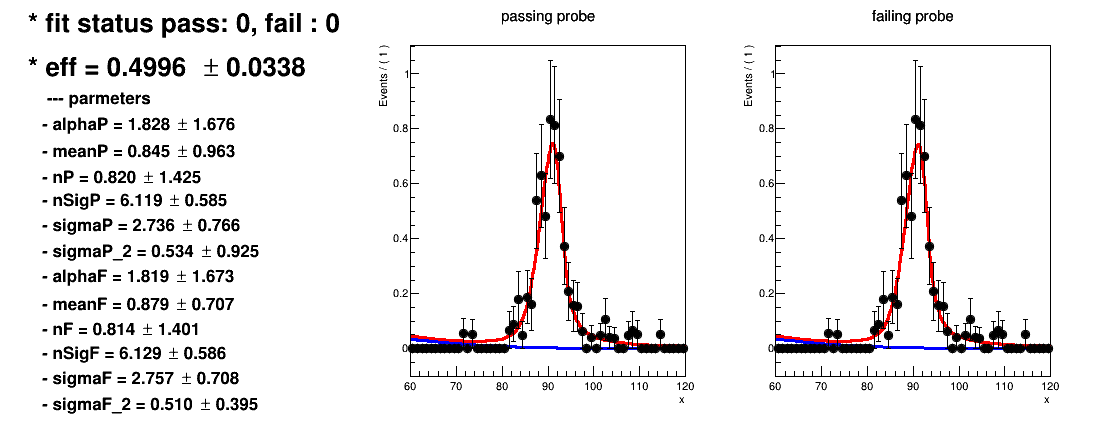 * fit status pass: 0, fail : 0
* eff = 0.4996 ± 0.0338
--- parmeters
- alphaP = 1.828 ± 1.676
- meanP = 0.845 ± 0.963
- nP = 0.820 ± 1.425
- nSigP = 6.119 ± 0.585
- sigmaP = 2.736 ± 0.766
- sigmaP_2 = 0.534 ± 0.925
- alphaF = 1.819 ± 1.673
- meanF = 0.879 ± 0.707
- nF = 0.814 ± 1.401
- nSigF = 6.129 ± 0.586
- sigmaF = 2.757 ± 0.708
- sigmaF_2 = 0.510 ± 0.395
passing probe
Events / ( 1 )
1
0.8
0.6
0.4
0.2
0
60 70 80 90 100 110 120
x
failing probe
Events / ( 1 )
1
0.8
0.6
0.4
0.2
0
60 70 80 90 100 110 120
x